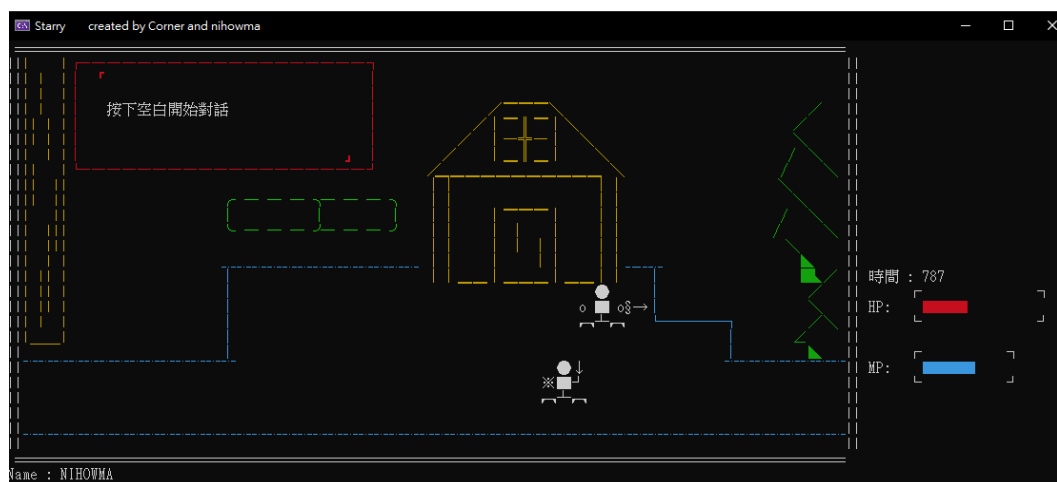 Starry created by Corner and nihowma
按下空白開始對話
時間 : 787
HP:
MP:
Name : NIHOWMA